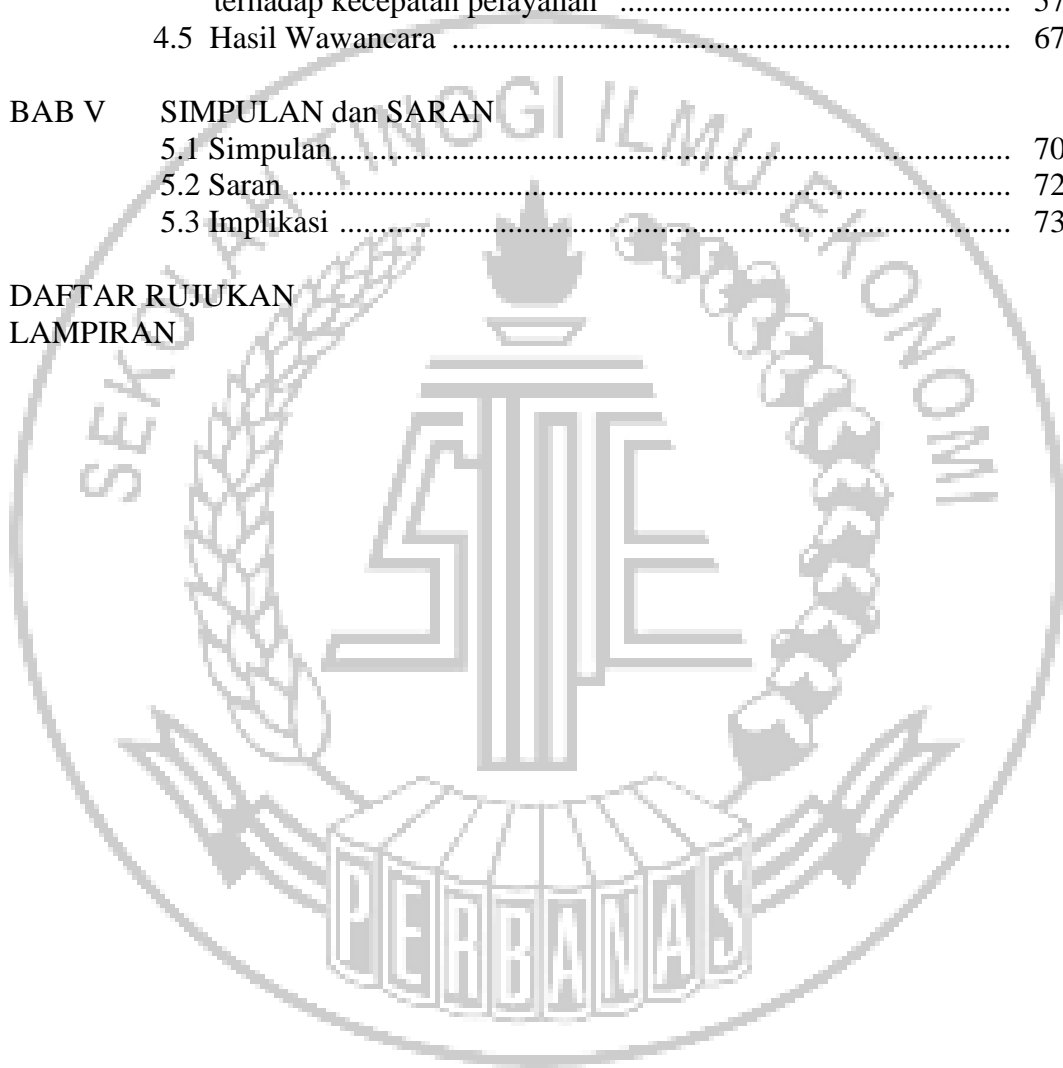 terhadap kecepatan pelayanan ........................................................ 57
4.5 Hasil Wawancara ........................................................................ 67
BAB V SIMPULAN dan SARAN
5.1 Simpulan....................................................................................... 70
5.2 Saran ............................................................................................ 72
5.3 Implikasi ...................................................................................... 73
DAFTAR RUJUKAN
LAMPIRAN
SEKOLAH TINGGI ILMU EKONOMI
STIE
PERBANAS